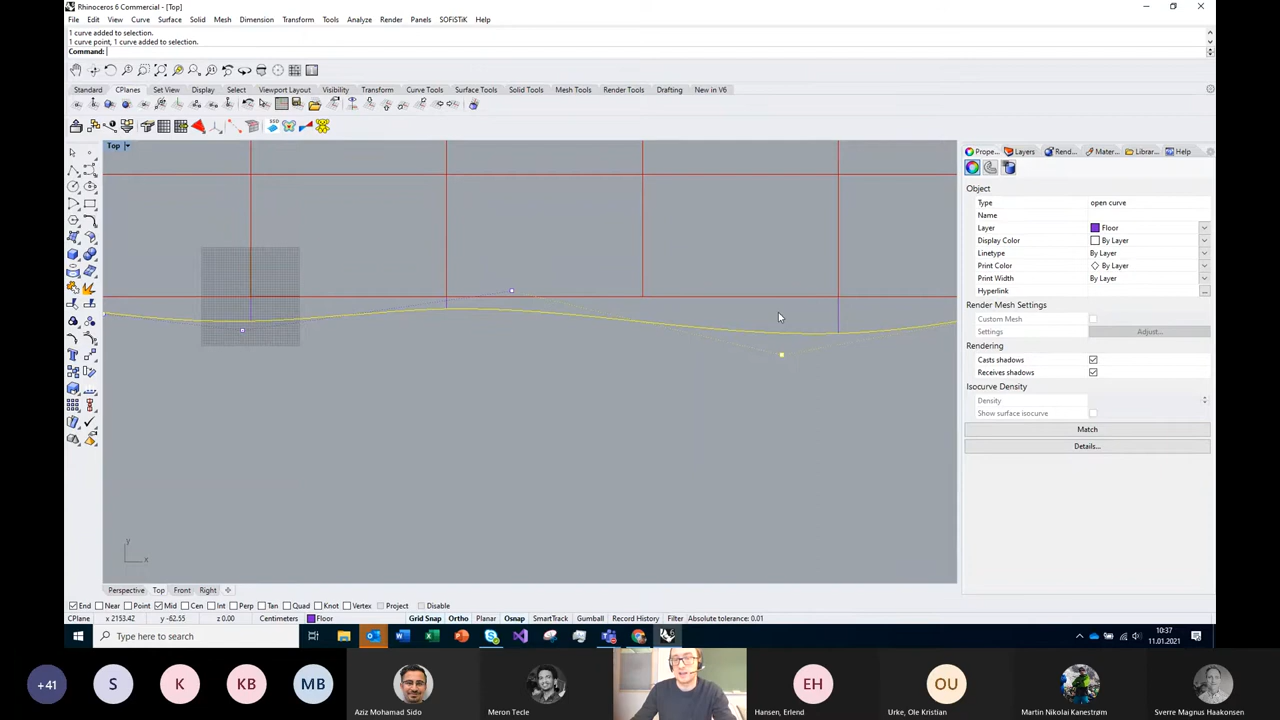 Rhinoceros 6 Commercial - [Top]
File Edit View Curve Surface Solid Mesh Dimension Transform Tools Analyze Render Panels SOFiSTiK Help
1 curve added to selection.
1 curve point, 1 curve added to selection.
Command:
Standard CPlanes Set View Display Select Viewport Layout Visibility Transform Curve Tools Surface Tools Solid Tools Mesh Tools Render Tools Drafting New in V6
Top
Prope... Layers Rend... Mater... Librar... Help
Object
Type open curve
Name
Layer Floor
Display Color By Layer
Linetype By Layer
Print Color By Layer
Print Width By Layer
Hyperlink ...
Render Mesh Settings
Custom Mesh
Settings Adjust...
Rendering
Casts shadows
Receives shadows
Isocurve Density
Density
Show surface isocurve
Match
Details...
y
x
Perspective Top Front Right
End Near Point Mid Cen Int Perp Tan Quad Knot Vertex Project Disable
CPlane x 2153.42 y -62.55 z 0.00 Centimeters Floor Grid Snap Ortho Planar Osnap SmartTrack Gumball Record History Filter Absolute tolerance: 0.01
Type here to search
10:37
11.01.2021
+41 S K KB MB EH OU
Aziz Mohamad Sido Meron Tecle Hansen, Erlend Urke, Ole Kristian Martin Nikolai Kanestrøm Sverre Magnus Haakonsen